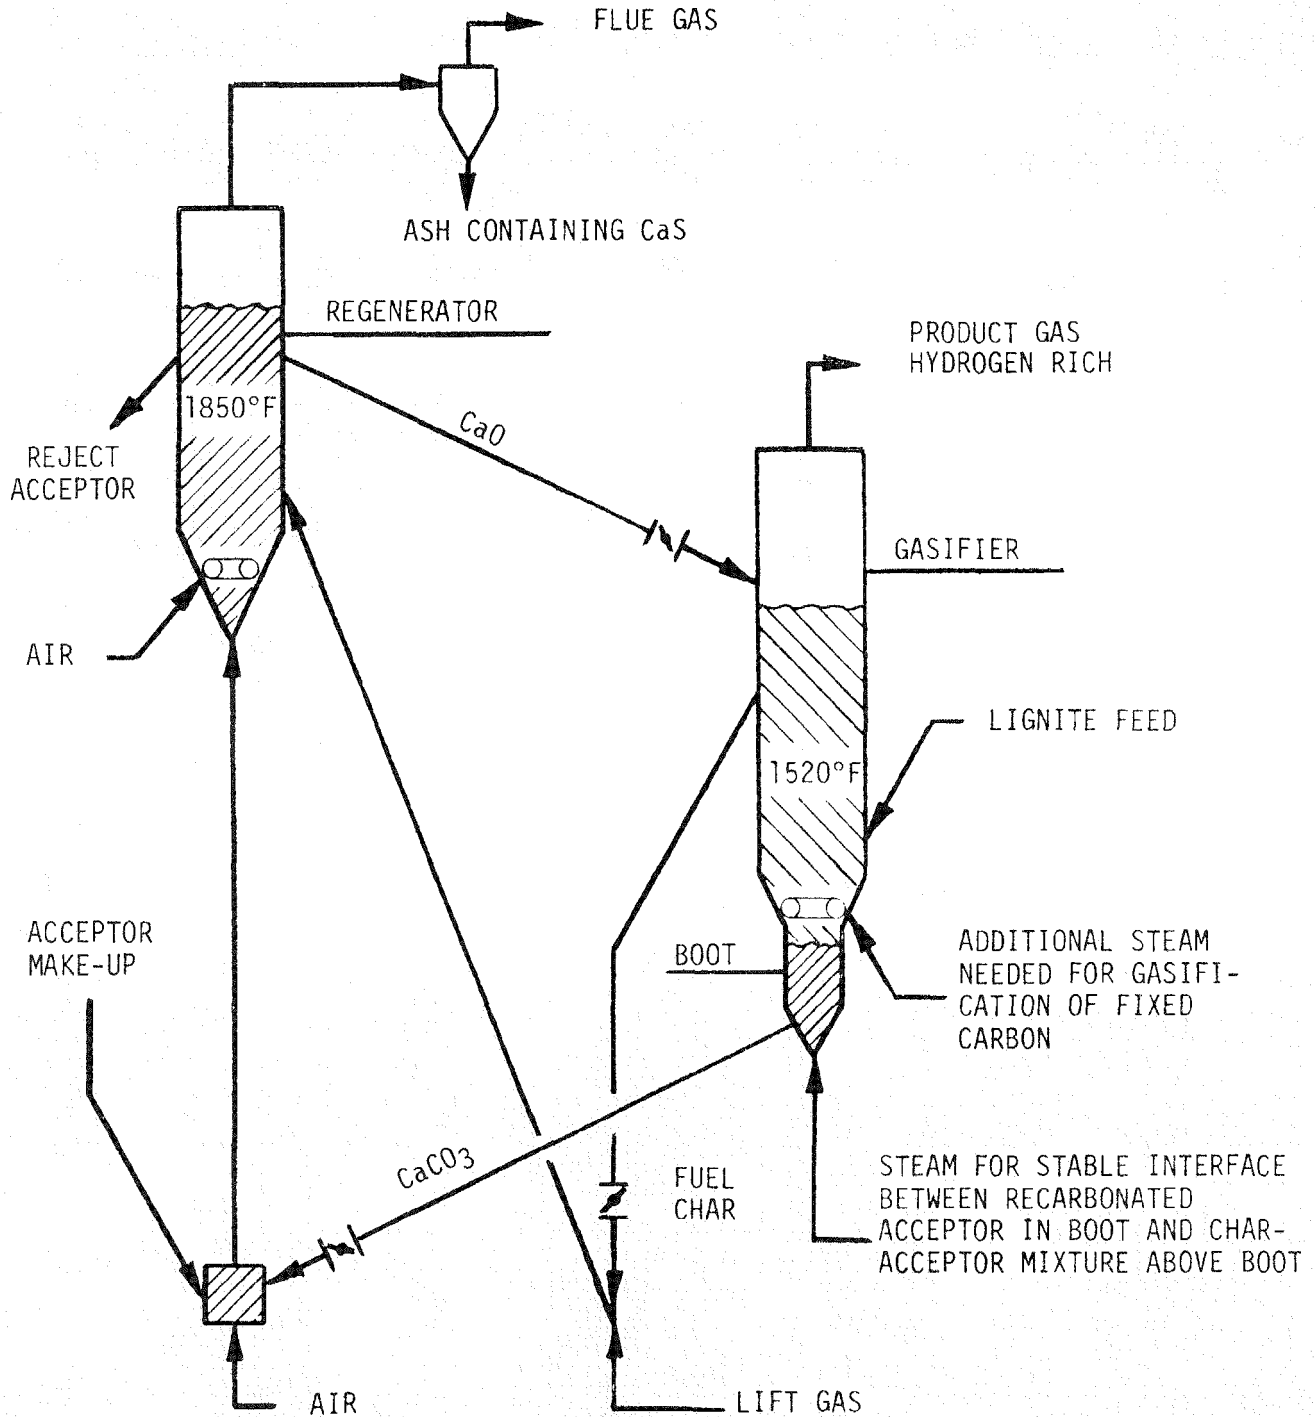 FLUE GAS
ASH CONTAINING CaS
REGENERATOR
PRODUCT GAS
HYDROGEN RICH
1850°F
CaO
REJECT
ACCEPTOR
GASIFIER
AIR
LIGNITE FEED
1520°F
ACCEPTOR
MAKE-UP
BOOT
ADDITIONAL STEAM
NEEDED FOR GASIFI-
CATION OF FIXED
CARBON
CaCO3
FUEL
CHAR
STEAM FOR STABLE INTERFACE
BETWEEN RECARBONATED
ACCEPTOR IN BOOT AND CHAR-
ACCEPTOR MIXTURE ABOVE BOOT
AIR
LIFT GAS